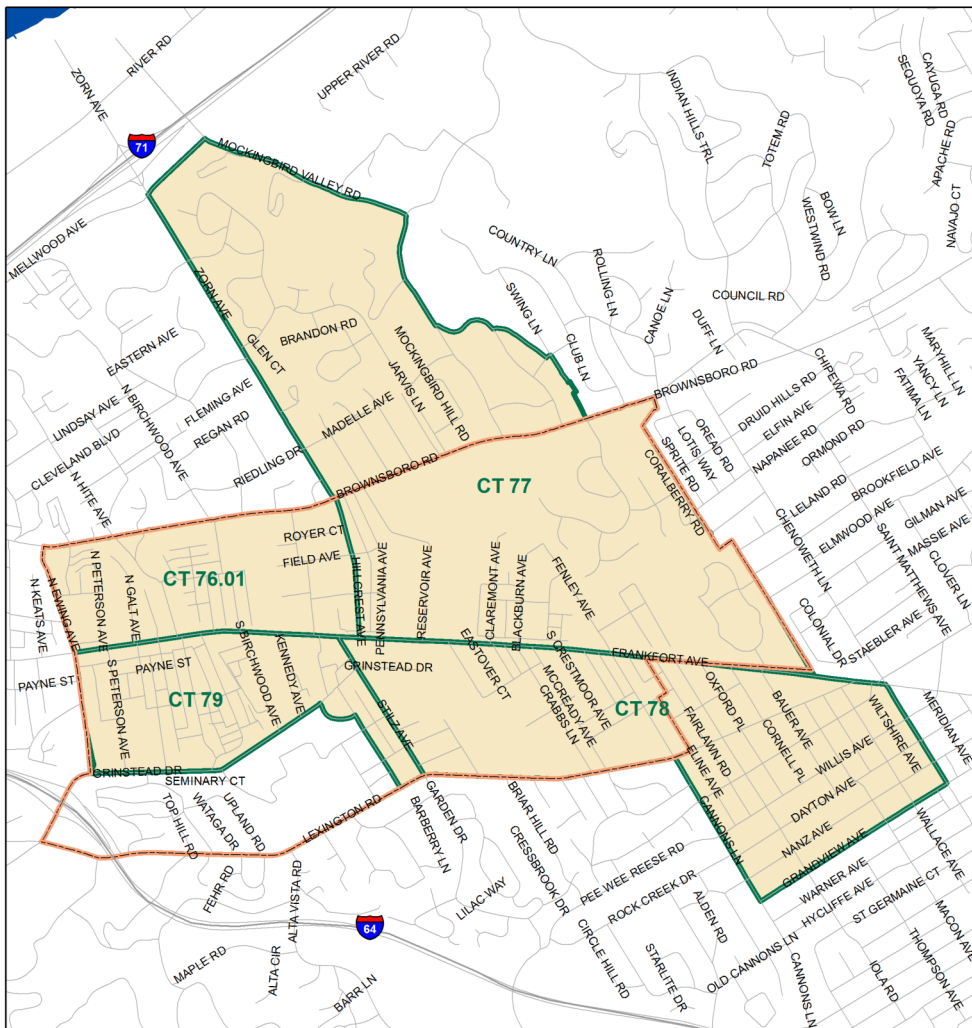 RIVER RD
ZORN AVE
UPPER RIVER RD
INDIAN HILLS TRL
TOTEM RD
SEQUOYA RD
CAYUGA RD
APACHE RD
NAVAJO CT
71
MOCKINGBIRD VALLEY RD
BOW LN
WESTWIND RD
MELLWOOD AVE
COUNTRY LN
ROLLING LN
SWING LN
CANOE LN
COUNCIL RD
ZORN AVE
BRANDON RD
GLEN CT
MOCKINGBIRD HILL RD
JARVIS LN
CLUB LN
DUFF LN
EASTERN AVE
MARYHILL LN
YANCY LN
FATIMA LN
CHIPEWA RD
BROWNSBORO RD
LINDSAY AVE
N BIRCHWOOD AVE
FLEMING AVE
REGAN RD
MADELLE AVE
DRUID HILLS RD
ELFIN AVE
NAPANEE RD
ORMOND RD
CLEVELAND BLVD
RIEDLING DR
OREAD RD
LOTIS WAY
SPRITE RD
BROWNSBORO RD
CT 77
CORALBERRY RD
LELAND RD
BROOKFIELD AVE
N HITE AVE
ELMWOOD AVE
GILMAN AVE
MASSIE AVE
ROYER CT
FIELD AVE
CHENOWETH LN
SAINT MATTHEWS AVE
CLOVER LN
CT 76.01
N KEATS AVE
N EWING AVE
N PETERSON AVE
N GALT AVE
HILLCREST AVE
PENNSYLVANIA AVE
RESERVOIR AVE
CLAREMONT AVE
BLACKBURN AVE
FENLEY AVE
COLONIAL DR
STAEBLER AVE
S BIRCHWOOD AVE
KENNEDY AVE
PAYNE ST
PAYNE ST
S PETERSON AVE
GRINSTEAD DR
EASTOVER CT
S CRESTMOOR AVE
MCCREADY AVE
CRABBS LN
FRANKFORT AVE
CT 79
STILZ AVE
CT 78
OXFORD PL
FAIRLAWN RD
ELINE AVE
BAUER AVE
CORNELL PL
WILLIS AVE
WILTSHIRE AVE
MERIDIAN AVE
GRINSTEAD DR
SEMINARY CT
TOP HILL RD
WATAGA DR
UPLAND RD
LEXINGTON RD
GARDEN DR
BARBERRY LN
BRIAR HILL RD
CRESSBROOK DR
CANNONS LN
DAYTON AVE
NANZ AVE
GRANDVIEW AVE
WALLACE AVE
WARNER AVE
HYCLIFFE AVE
ST GERMAINE CT
FEIR RD
ALTA VISTA RD
LILAC WAY
PEE WEE REESE RD
ROCK CREEK DR
ALDEN RD
64
MACON AVE
MAPLE RD
ALTA CIR
BARR LN
CIRCLE HILL RD
STARLITE DR
OLD CANNONS LN
CANNONS LN
IOLA RD
THOMPSON AVE